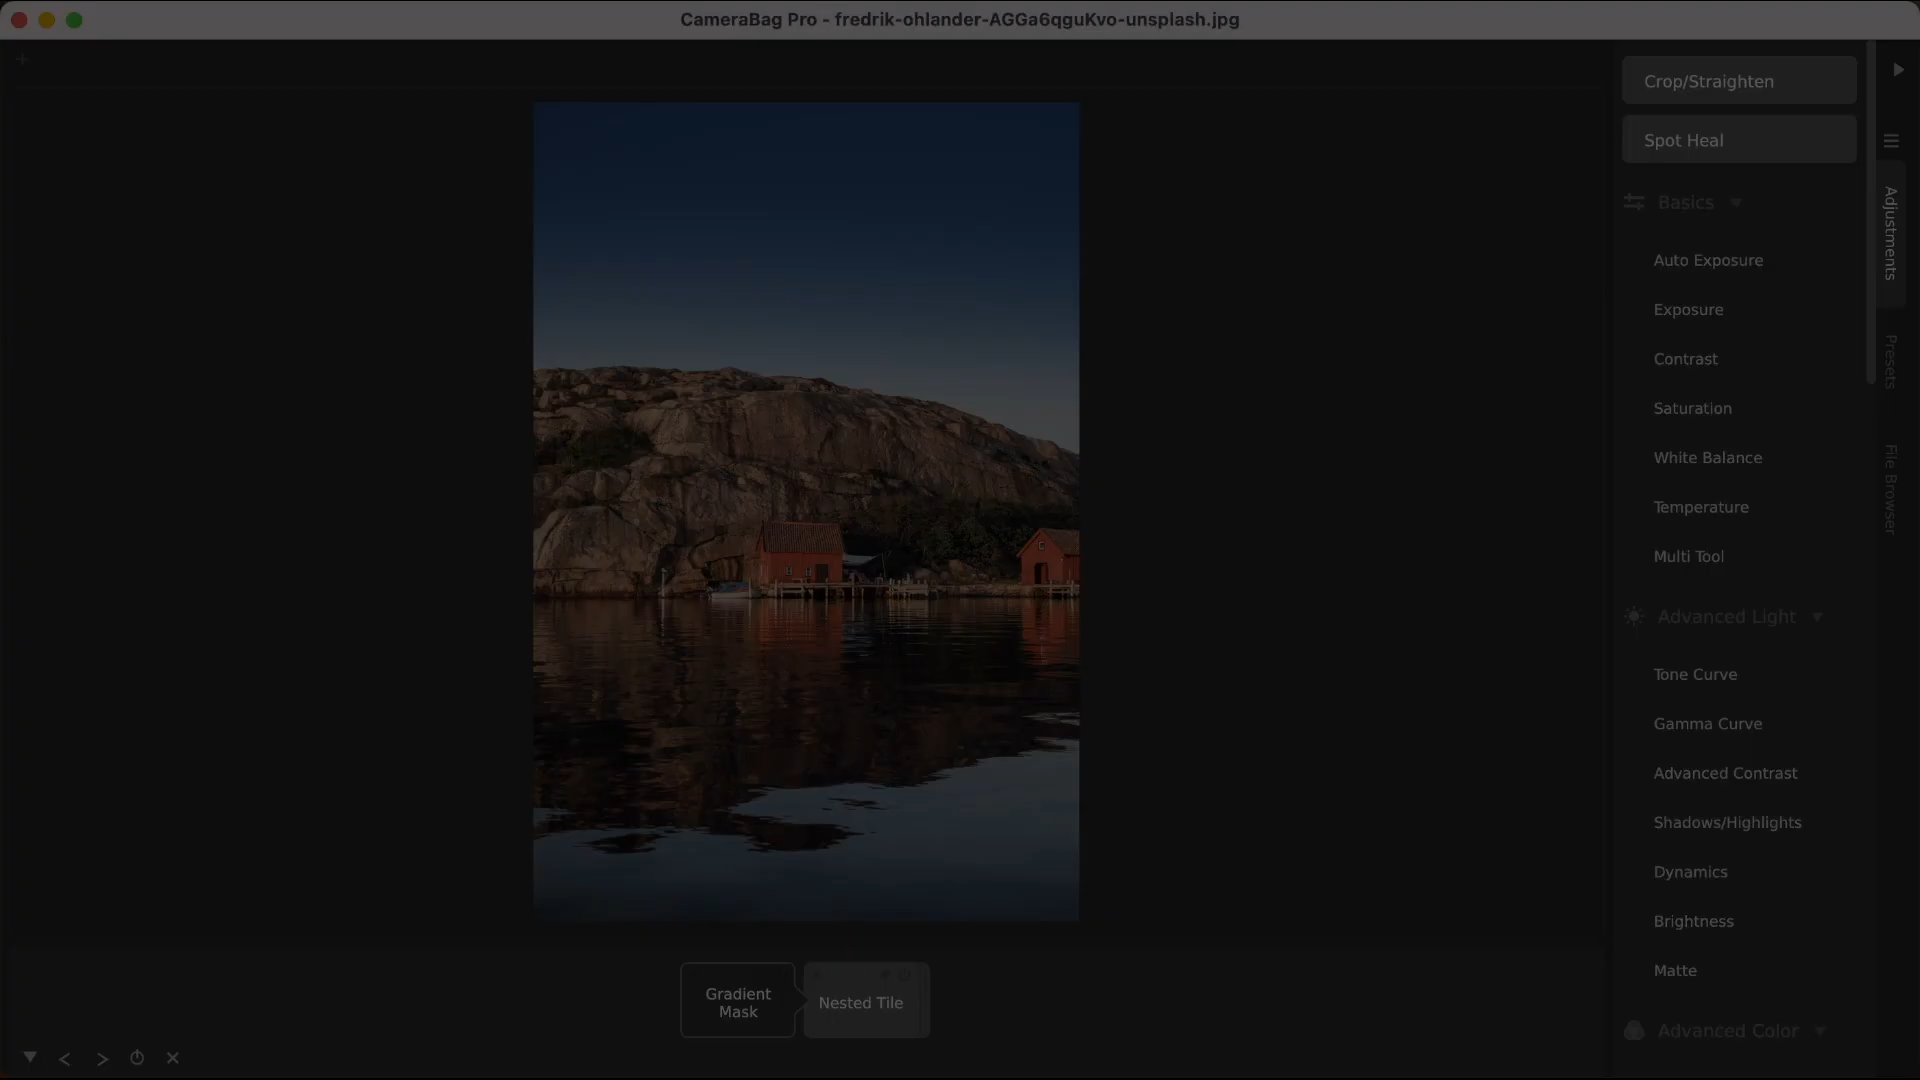 CameraBag Pro - fredrik-ohlander-AGGa6qguKvo-unsplash.jpg
Crop/Straighten
Spot Heal
Basics
Auto Exposure
Exposure
Contrast
Saturation
White Balance
Temperature
Multi Tool
Advanced Light
Tone Curve
Gamma Curve
Advanced Contrast
Shadows/Highlights
Dynamics
Brightness
Matte
Advanced Color
Adjustments
Presets
File Browser
Gradient
Mask
Nested Tile